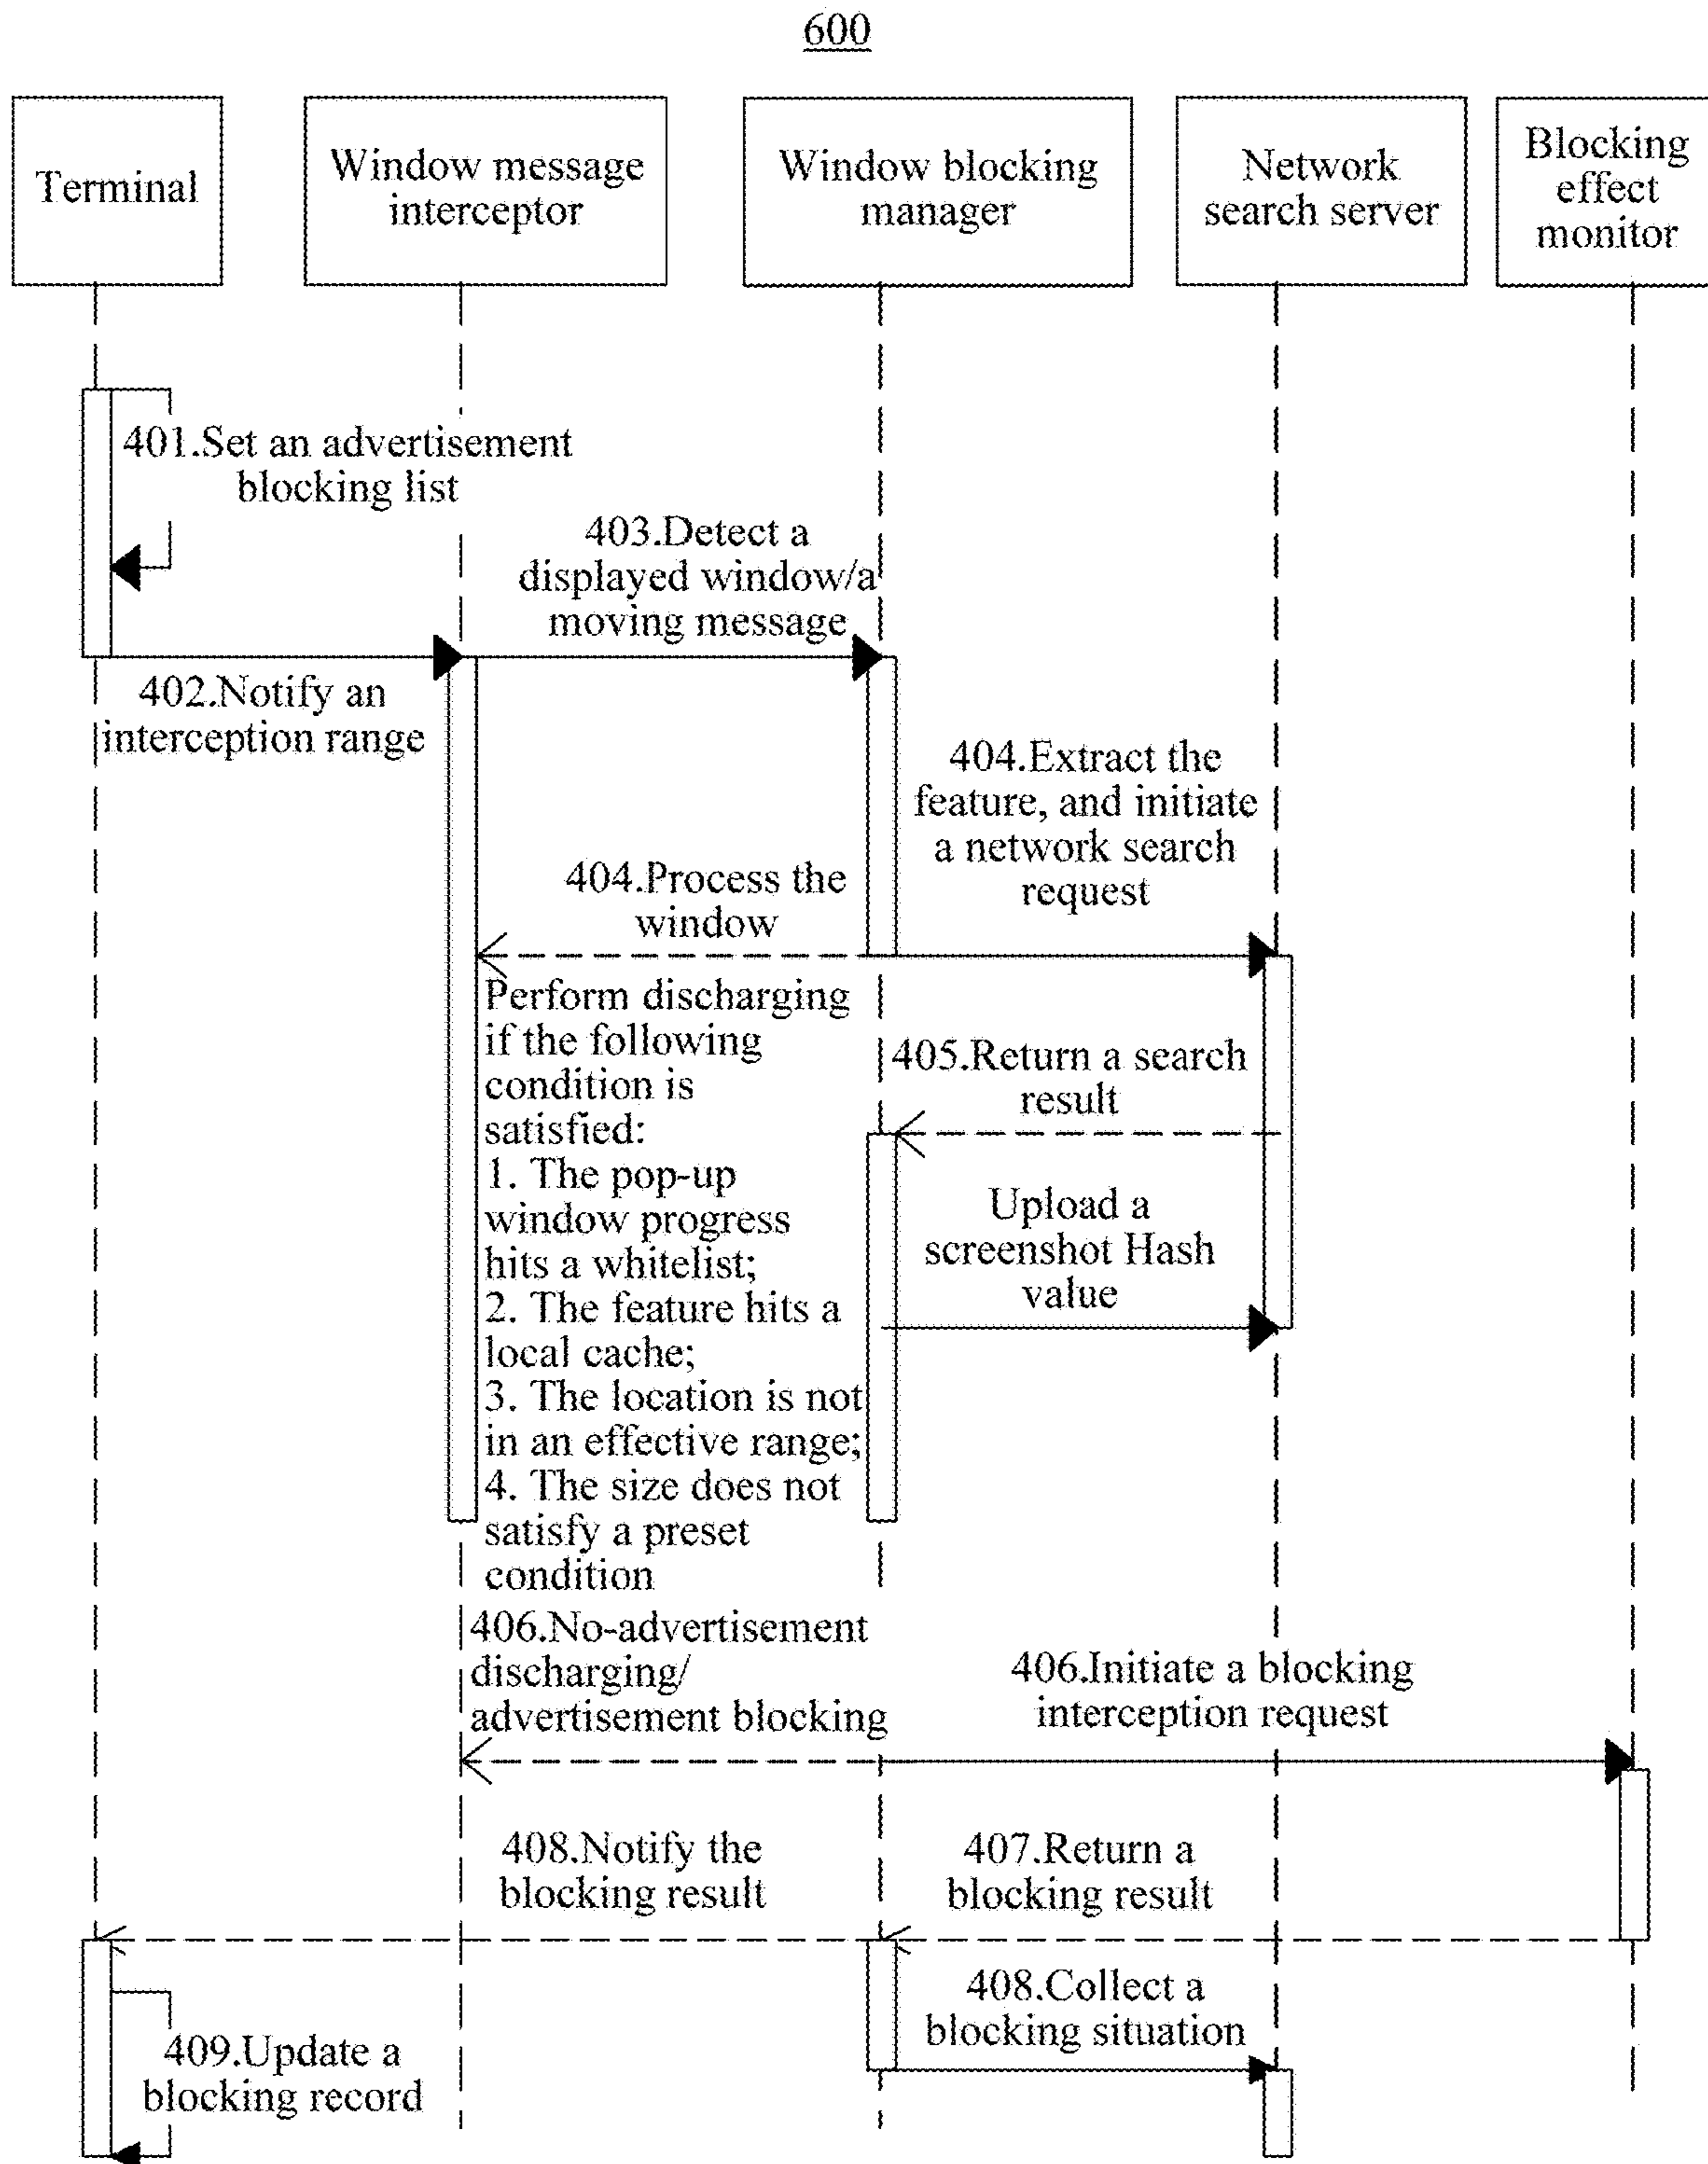 600
Terminal
Window message
interceptor
Window blocking
manager
Network
search server
Blocking
effect
monitor
401.Set an advertisement
blocking list
403.Detect a
displayed window/a
moving message
402.Notify an
interception range
404.Extract the
feature, and initiate
a network search
request
404.Process the
window
Perform discharging
if the following
condition is
satisfied:
1. The pop-up
window progress
hits a whitelist;
2. The feature hits a
local cache;
3. The location is not
in an effective range;
4. The size does not
satisfy a preset
condition
405.Return a search
result
Upload a
screenshot Hash
value
406.No-advertisement
discharging/
advertisement blocking
406.Initiate a blocking
interception request
408.Notify the
blocking result
407.Return a
blocking result
408.Collect a
blocking situation
409.Update a
blocking record